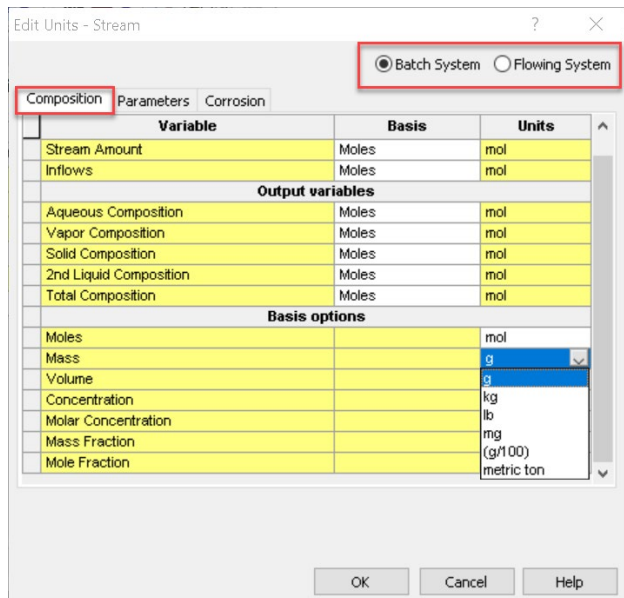 Edit Units - Stream ? ×
Batch System Flowing System
Composition Parameters Corrosion
Variable Basis Units
Stream Amount Moles mol
Inflows Moles mol
Output variables
Aqueous Composition Moles mol
Vapor Composition Moles mol
Solid Composition Moles mol
2nd Liquid Composition Moles mol
Total Composition Moles mol
Basis options
Moles mol
Mass g
Volume g
Concentration kg
Molar Concentration lb
Mass Fraction mg
Mole Fraction (g/100)
metric ton
OK Cancel Help